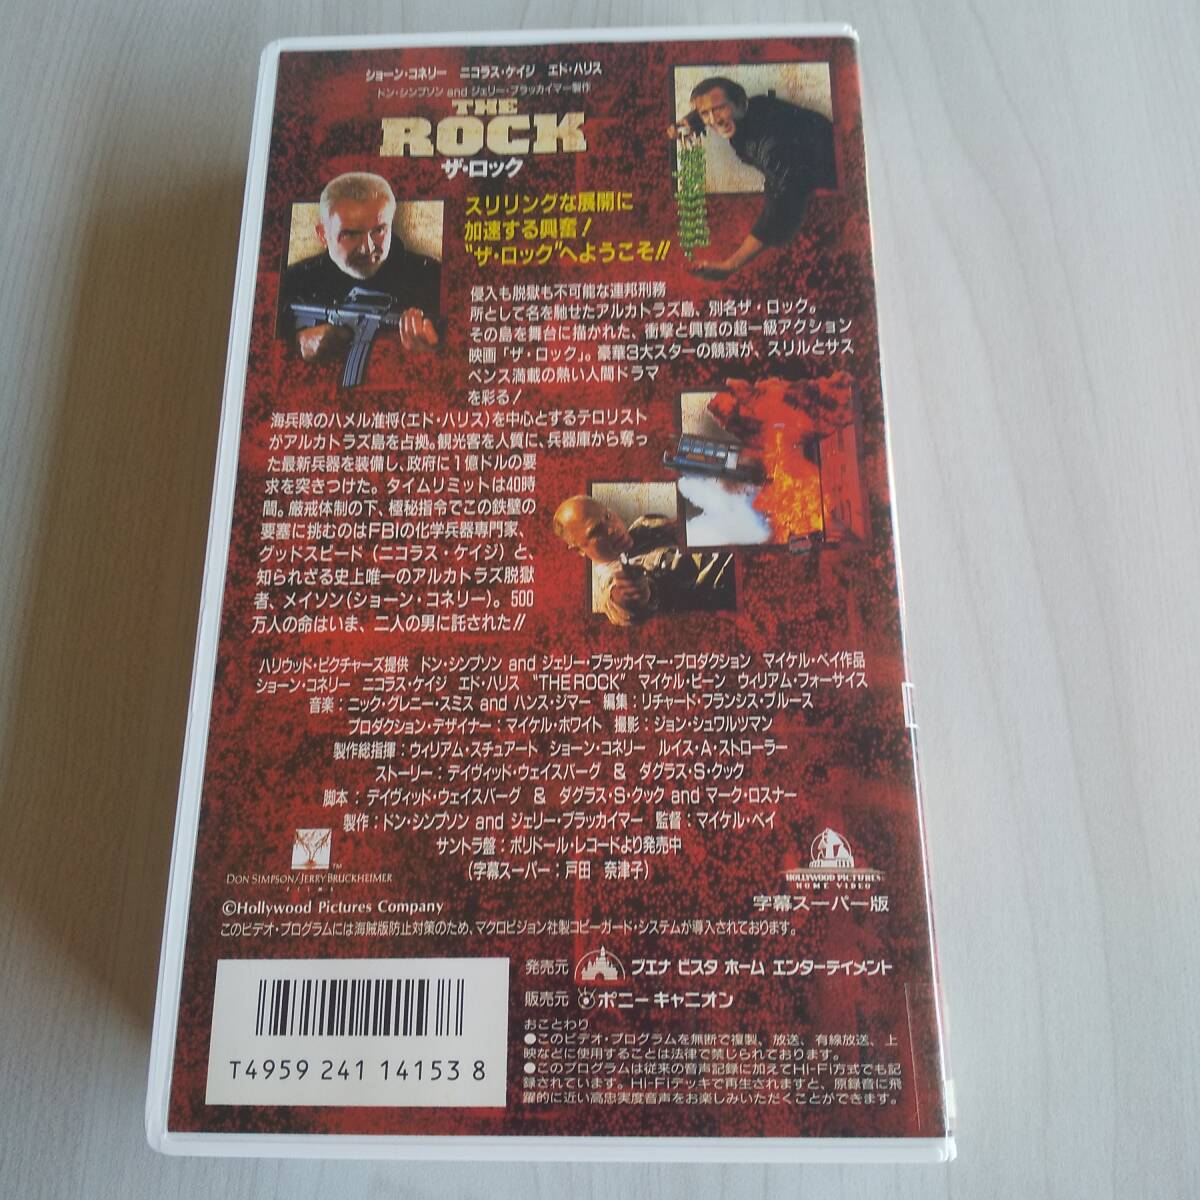 ショーン・コネリー　ニコラス・ケイジ　エド・ハリス
ドン・シンプソン and ジェリー・ブラッカイマー製作
THE
ROCK
ザ・ロック
スリリングな展開に
加速する興奮!
"ザ・ロック"へようこそ!!
侵入も脱獄も不可能な連邦刑務
所として名を馳せたアルカトラズ島、別名ザ・ロック。
その島を舞台に描かれた、衝撃と興奮の超一級アクション
映画「ザ・ロック」。豪華3大スターの競演が、スリルとサス
ペンス満載の熱い人間ドラマ
を彩る!
海兵隊のハメル准将(エド・ハリス)を中心とするテロリスト
がアルカトラズ島を占拠。観光客を人質に、兵器庫から奪っ
た最新兵器を装備し、政府に1億ドルの要
求を突きつけた。タイムリミットは40時
間。厳戒体制の下、極秘指令でこの鉄壁の
要塞に挑むのはFBIの化学兵器専門家、
グッドスピード(ニコラス・ケイジ)と、
知られざる史上唯一のアルカトラズ脱獄
者、メイソン(ショーン・コネリー)。500
万人の命はいま、二人の男に託された!!
ハリウッド・ピクチャーズ提供　ドン・シンプソン and ジェリー・ブラッカイマー・プロダクション　マイケル・ベイ作品
ショーン・コネリー　ニコラス・ケイジ　エド・ハリス　"THE ROCK"　マイケル・ビーン　ウィリアム・フォーサイス
音楽：ニック・グレニー・スミス and ハンス・ジマー　編集：リチャード・フランシス・ブルース
プロダクション・デザイナー：マイケル・ホワイト　撮影：ジョン・シュワルツマン
製作総指揮：ウィリアム・スチュアート　ショーン・コネリー　ルイス・A・ストローラー
ストーリー：デイヴィッド・ウェイスバーグ　&　ダグラス・S・クック
脚本：デイヴィッド・ウェイスバーグ　&　ダグラス・S・クック and マーク・ロスナー
製作：ドン・シンプソン and ジェリー・ブラッカイマー　監督：マイケル・ベイ
サントラ盤：ポリドール・レコードより発売中
(字幕スーパー：戸田　奈津子)
DON SIMPSON/JERRY BRUCKHEIMER
FILMS
TM
HOLLYWOOD PICTURES
HOME VIDEO
©Hollywood Pictures Company
字幕スーパー版
このビデオ・プログラムには海賊版防止対策のため、マクロビジョン社製コピーガード・システムが導入されております。
発売元　ブエナ ビスタ ホーム エンターテイメント
販売元　ポニーキャニオン
T4959 241 14153 8
おことわり
●このビデオ・プログラムを無断で複製、放送、有線放送、上
映などに使用することは法律で禁じられております。
●このプログラムは従来の音声記録に加えてHi-Fi方式でも記
録されています。Hi-Fiデッキで再生されますと、原録音に飛
躍的に近い高忠実度音声をお楽しみいただくことができます。